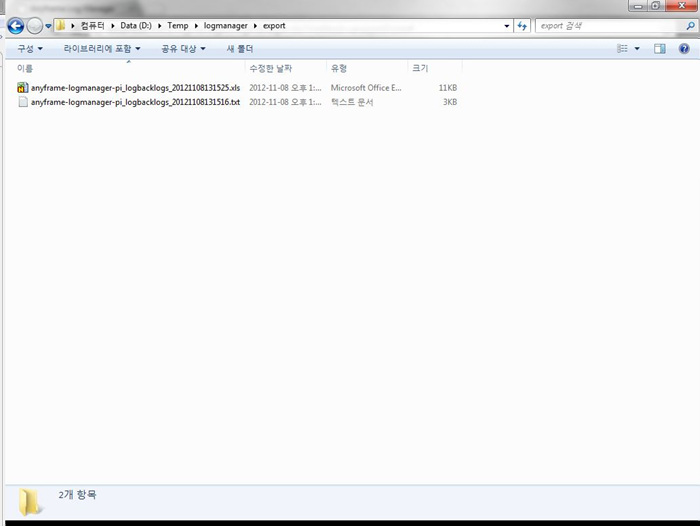 컴퓨터 ▸ Data (D:) ▸ Temp ▸ logmanager ▸ export
export 검색
구성 라이브러리에 포함 공유 대상 새 폴더
이름 수정한 날짜 유형 크기
anyframe-logmanager-pi_logbacklogs_20121108131525.xls 2012-11-08 오후 1:... Microsoft Office E... 11KB
anyframe-logmanager-pi_logbacklogs_20121108131516.txt 2012-11-08 오후 1:... 텍스트 문서 3KB
2개 항목